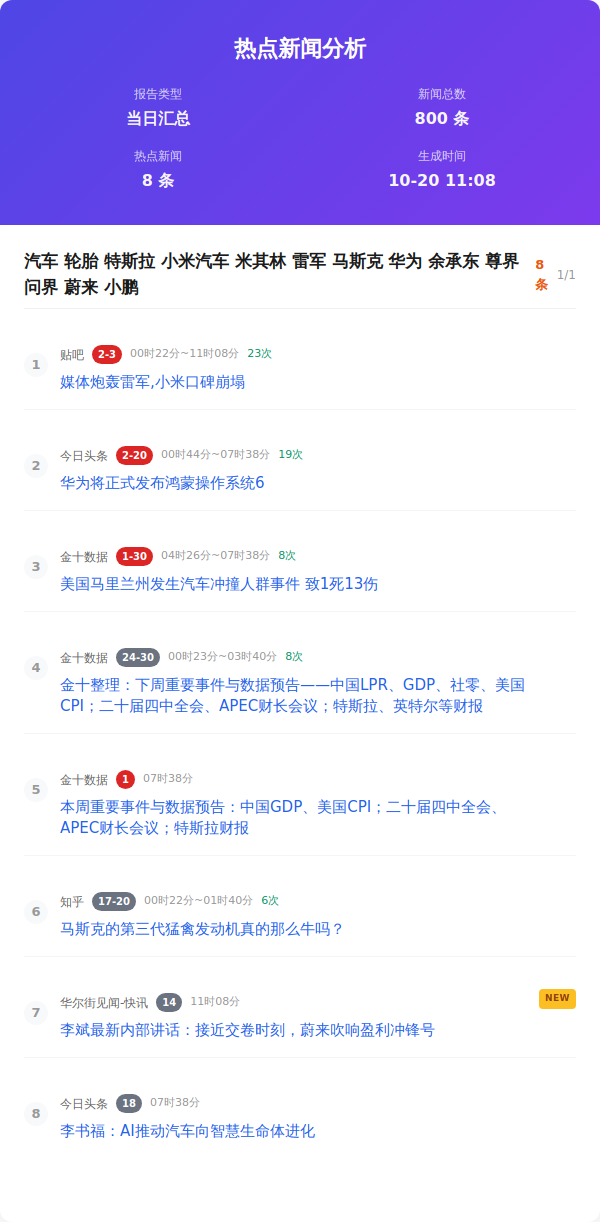 热点新闻分析
报告类型
当日汇总
新闻总数
800 条
热点新闻
8 条
生成时间
10-20 11:08
汽车 轮胎 特斯拉 小米汽车 米其林 雷军 马斯克 华为 余承东 尊界
问界 蔚来 小鹏
8
条
1/1
1
贴吧 2-3 00时22分~11时08分 23次
媒体炮轰雷军,小米口碑崩塌
2
今日头条 2-20 00时44分~07时38分 19次
华为将正式发布鸿蒙操作系统6
3
金十数据 1-30 04时26分~07时38分 8次
美国马里兰州发生汽车冲撞人群事件 致1死13伤
4
金十数据 24-30 00时23分~03时40分 8次
金十整理：下周重要事件与数据预告——中国LPR、GDP、社零、美国
CPI；二十届四中全会、APEC财长会议；特斯拉、英特尔等财报
5
金十数据 1 07时38分
本周重要事件与数据预告：中国GDP、美国CPI；二十届四中全会、
APEC财长会议；特斯拉财报
6
知乎 17-20 00时22分~01时40分 6次
马斯克的第三代猛禽发动机真的那么牛吗？
7
华尔街见闻-快讯 14 11时08分
NEW
李斌最新内部讲话：接近交卷时刻，蔚来吹响盈利冲锋号
8
今日头条 18 07时38分
李书福：AI推动汽车向智慧生命体进化